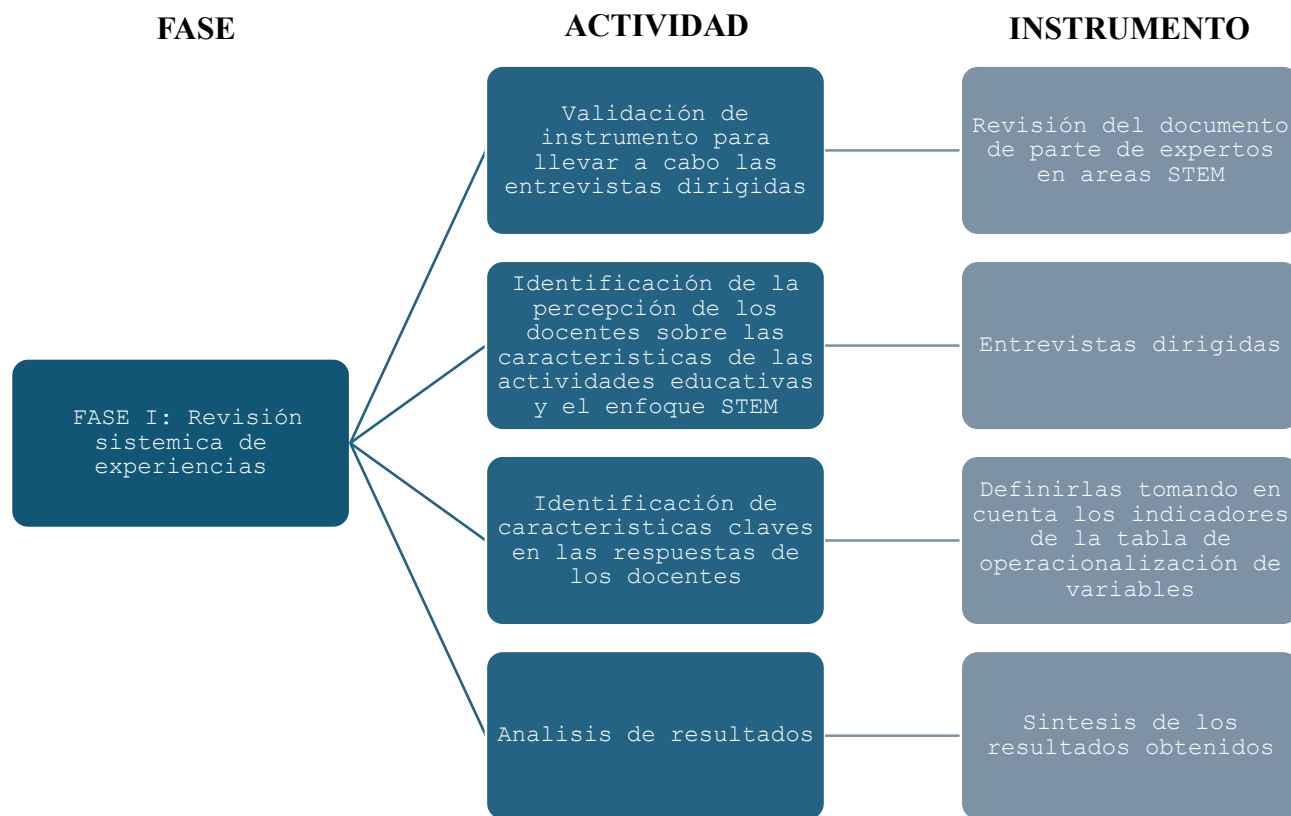 FASE
ACTIVIDAD
INSTRUMENTO
FASE I: Revisión
sistemica de
experiencias
Validación de
instrumento para
llevar a cabo las
entrevistas dirigidas
Revisión del documento
de parte de expertos
en areas STEM
Identificación de la
percepción de los
docentes sobre las
caracteristicas de las
actividades educativas
y el enfoque STEM
Entrevistas dirigidas
Identificación de
caracteristicas claves
en las respuestas de
los docentes
Definirlas tomando en
cuenta los indicadores
de la tabla de
operacionalización de
variables
Analisis de resultados
Sintesis de los
resultados obtenidos